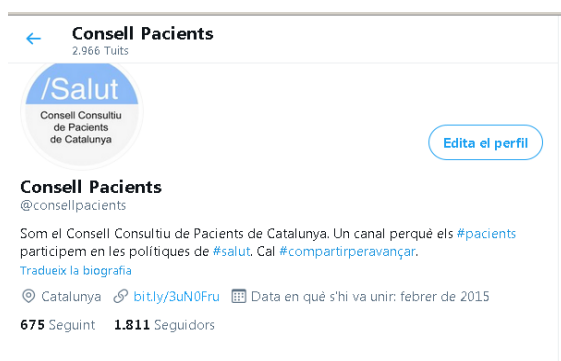 Consell Pacients
2.966 Tuits
/Salut
Consell Consultiu
de Pacients
de Catalunya
Edita el perfil
Consell Pacients
@consellpacients
Som el Consell Consultiu de Pacients de Catalunya. Un canal perquè els #pacients
participem en les polítiques de #salut. Cal #compartirperavançar.
Tradueix la biografia
Catalunya bit.ly/3uN0Fru Data en què s'hi va unir: febrer de 2015
675 Seguint 1.811 Seguidors